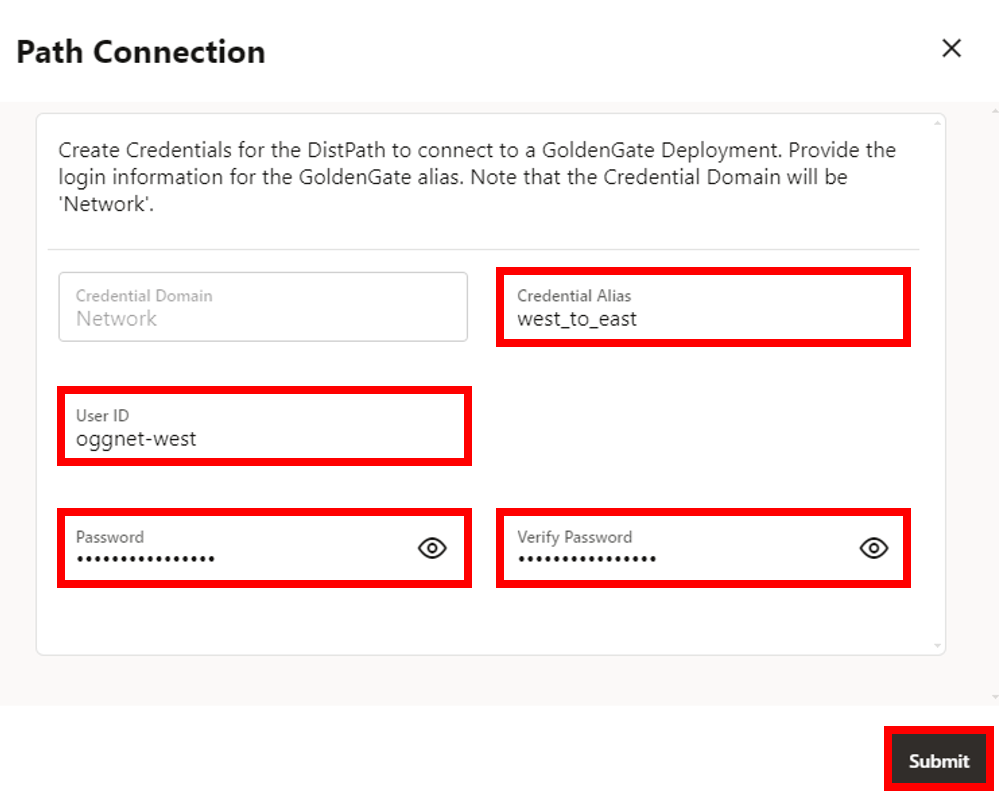 Path Connection
Create Credentials for the DistPath to connect to a GoldenGate Deployment. Provide the
login information for the GoldenGate alias. Note that the Credential Domain will be
'Network'.
Credential Domain
Network
Credential Alias
west_to_east
User ID
oggnet-west
Password
••••••••••••••••
Verify Password
••••••••••••••••
Submit